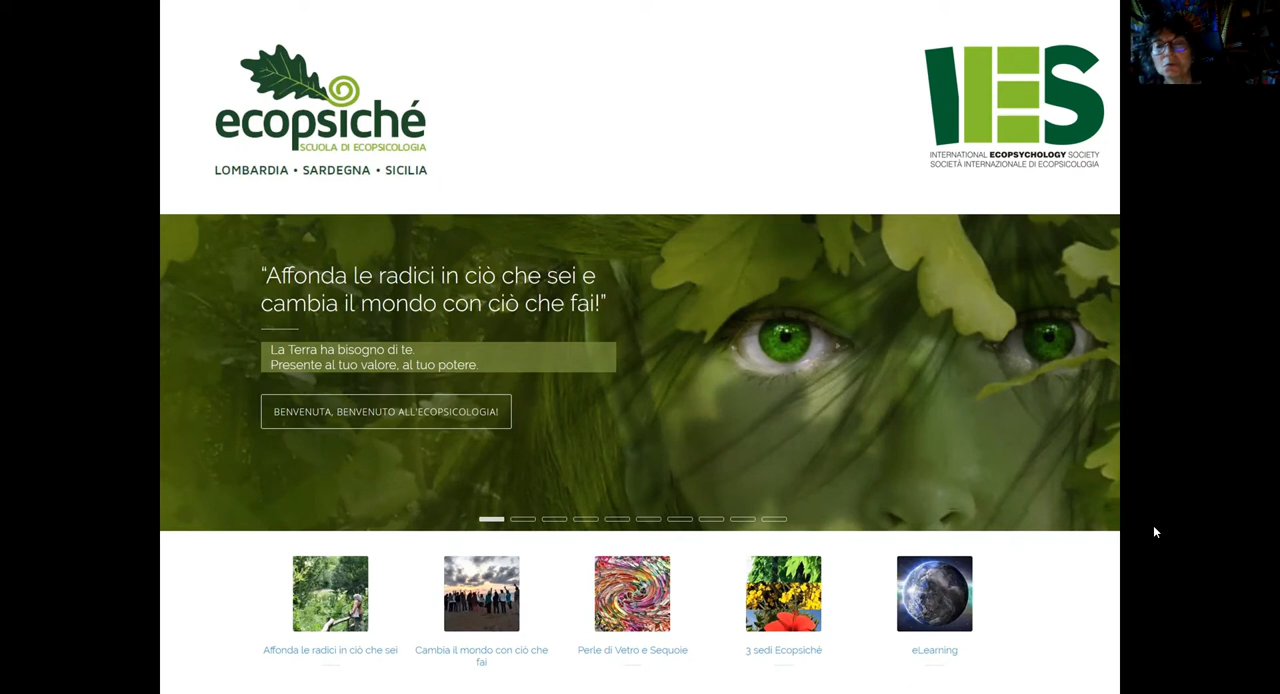 ecopsiché
SCUOLA DI ECOPSICOLOGIA
LOMBARDIA • SARDEGNA • SICILIA
IES
INTERNATIONAL ECOPSYCHOLOGY SOCIETY
SOCIETÀ INTERNAZIONALE DI ECOPSICOLOGIA
“Affonda le radici in ciò che sei e
cambia il mondo con ciò che fai!”
La Terra ha bisogno di te.
Presente al tuo valore, al tuo potere.
BENVENUTA, BENVENUTO ALL'ECOPSICOLOGIA!
Affonda le radici in ciò che sei
Cambia il mondo con ciò che
fai
Perle di Vetro e Sequoie
3 sedi Ecopsiché
eLearning